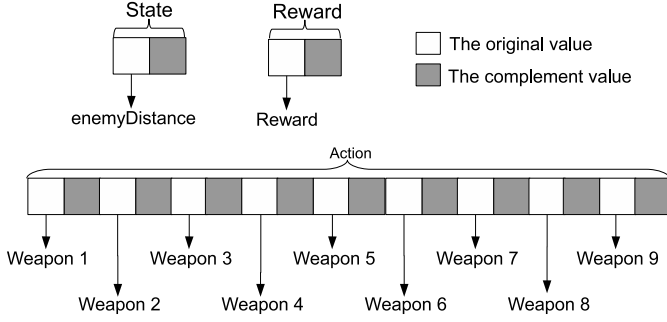 State
Reward
The original value
The complement value
enemyDistance
Reward
Action
Weapon 1
Weapon 3
Weapon 5
Weapon 7
Weapon 9
Weapon 2
Weapon 4
Weapon 6
Weapon 8